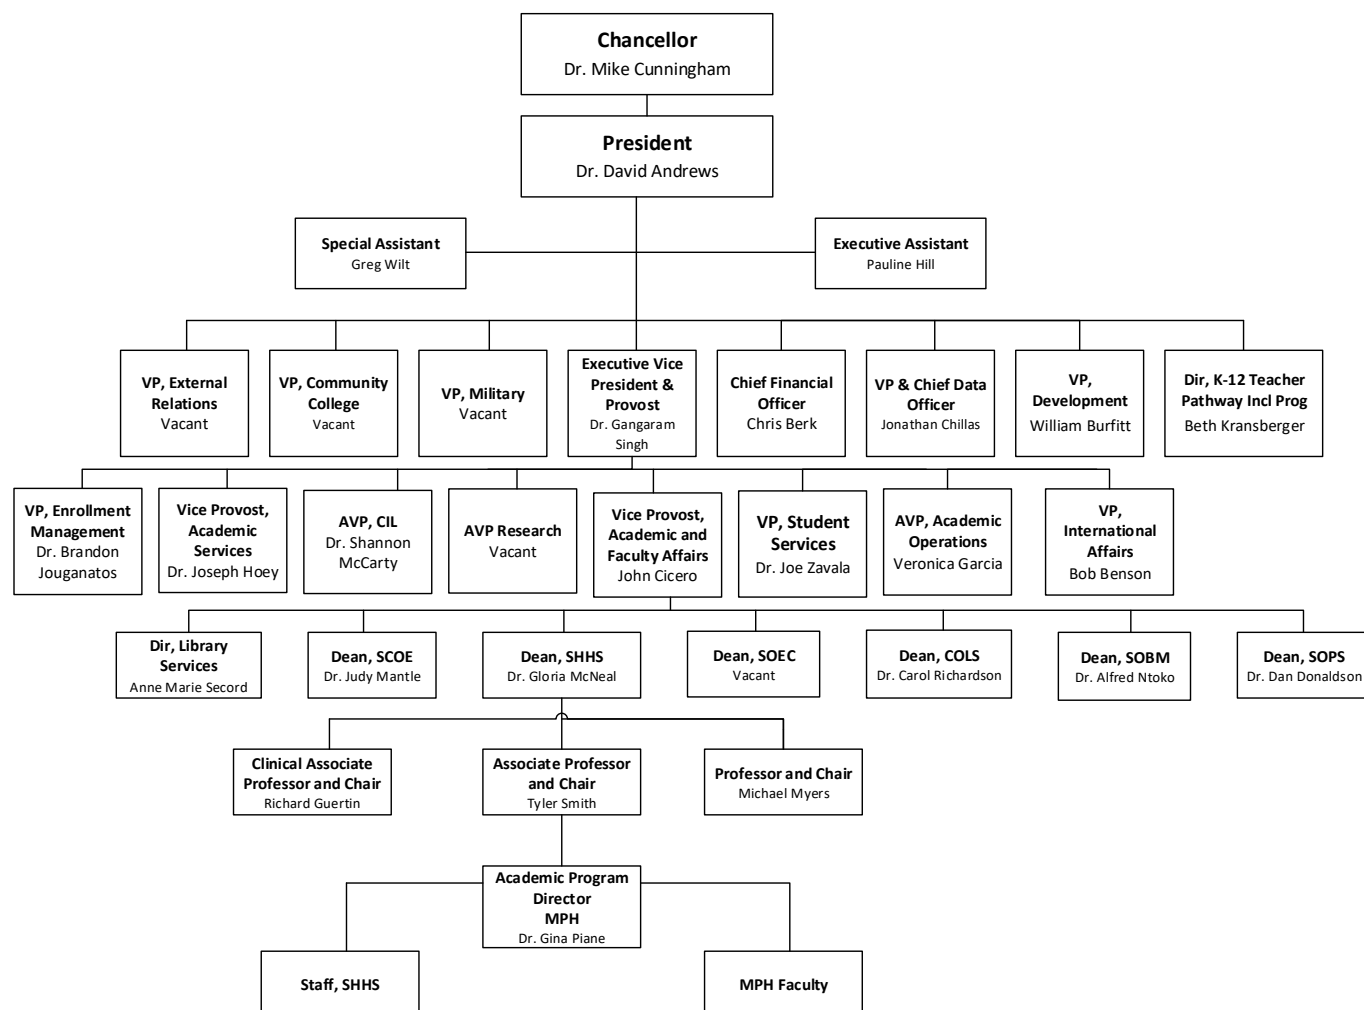 Chancellor
Dr. Mike Cunningham
President
Dr. David Andrews
Special Assistant
Greg Wilt
Executive Assistant
Pauline Hill
VP, External
Relations
Vacant
VP, Community
College
Vacant
VP, Military
Vacant
Executive Vice
President &
Provost
Dr. Gangaram
Singh
Chief Financial
Officer
Chris Berk
VP & Chief Data
Officer
Jonathan Chillas
VP,
Development
William Burfitt
Dir, K-12 Teacher
Pathway Incl Prog
Beth Kransberger
VP, Enrollment
Management
Dr. Brandon
Jouganatos
Vice Provost,
Academic
Services
Dr. Joseph Hoey
AVP, CIL
Dr. Shannon
McCarty
AVP Research
Vacant
Vice Provost,
Academic and
Faculty Affairs
John Cicero
VP, Student
Services
Dr. Joe Zavala
AVP, Academic
Operations
Veronica Garcia
VP,
International
Affairs
Bob Benson
Dir, Library
Services
Anne Marie Secord
Dean, SCOE
Dr. Judy Mantle
Dean, SHHS
Dr. Gloria McNeal
Dean, SOEC
Vacant
Dean, COLS
Dr. Carol Richardson
Dean, SOBM
Dr. Alfred Ntoko
Dean, SOPS
Dr. Dan Donaldson
Clinical Associate
Professor and Chair
Richard Guertin
Associate Professor
and Chair
Tyler Smith
Professor and Chair
Michael Myers
Academic Program
Director
MPH
Dr. Gina Piane
Staff, SHHS
MPH Faculty